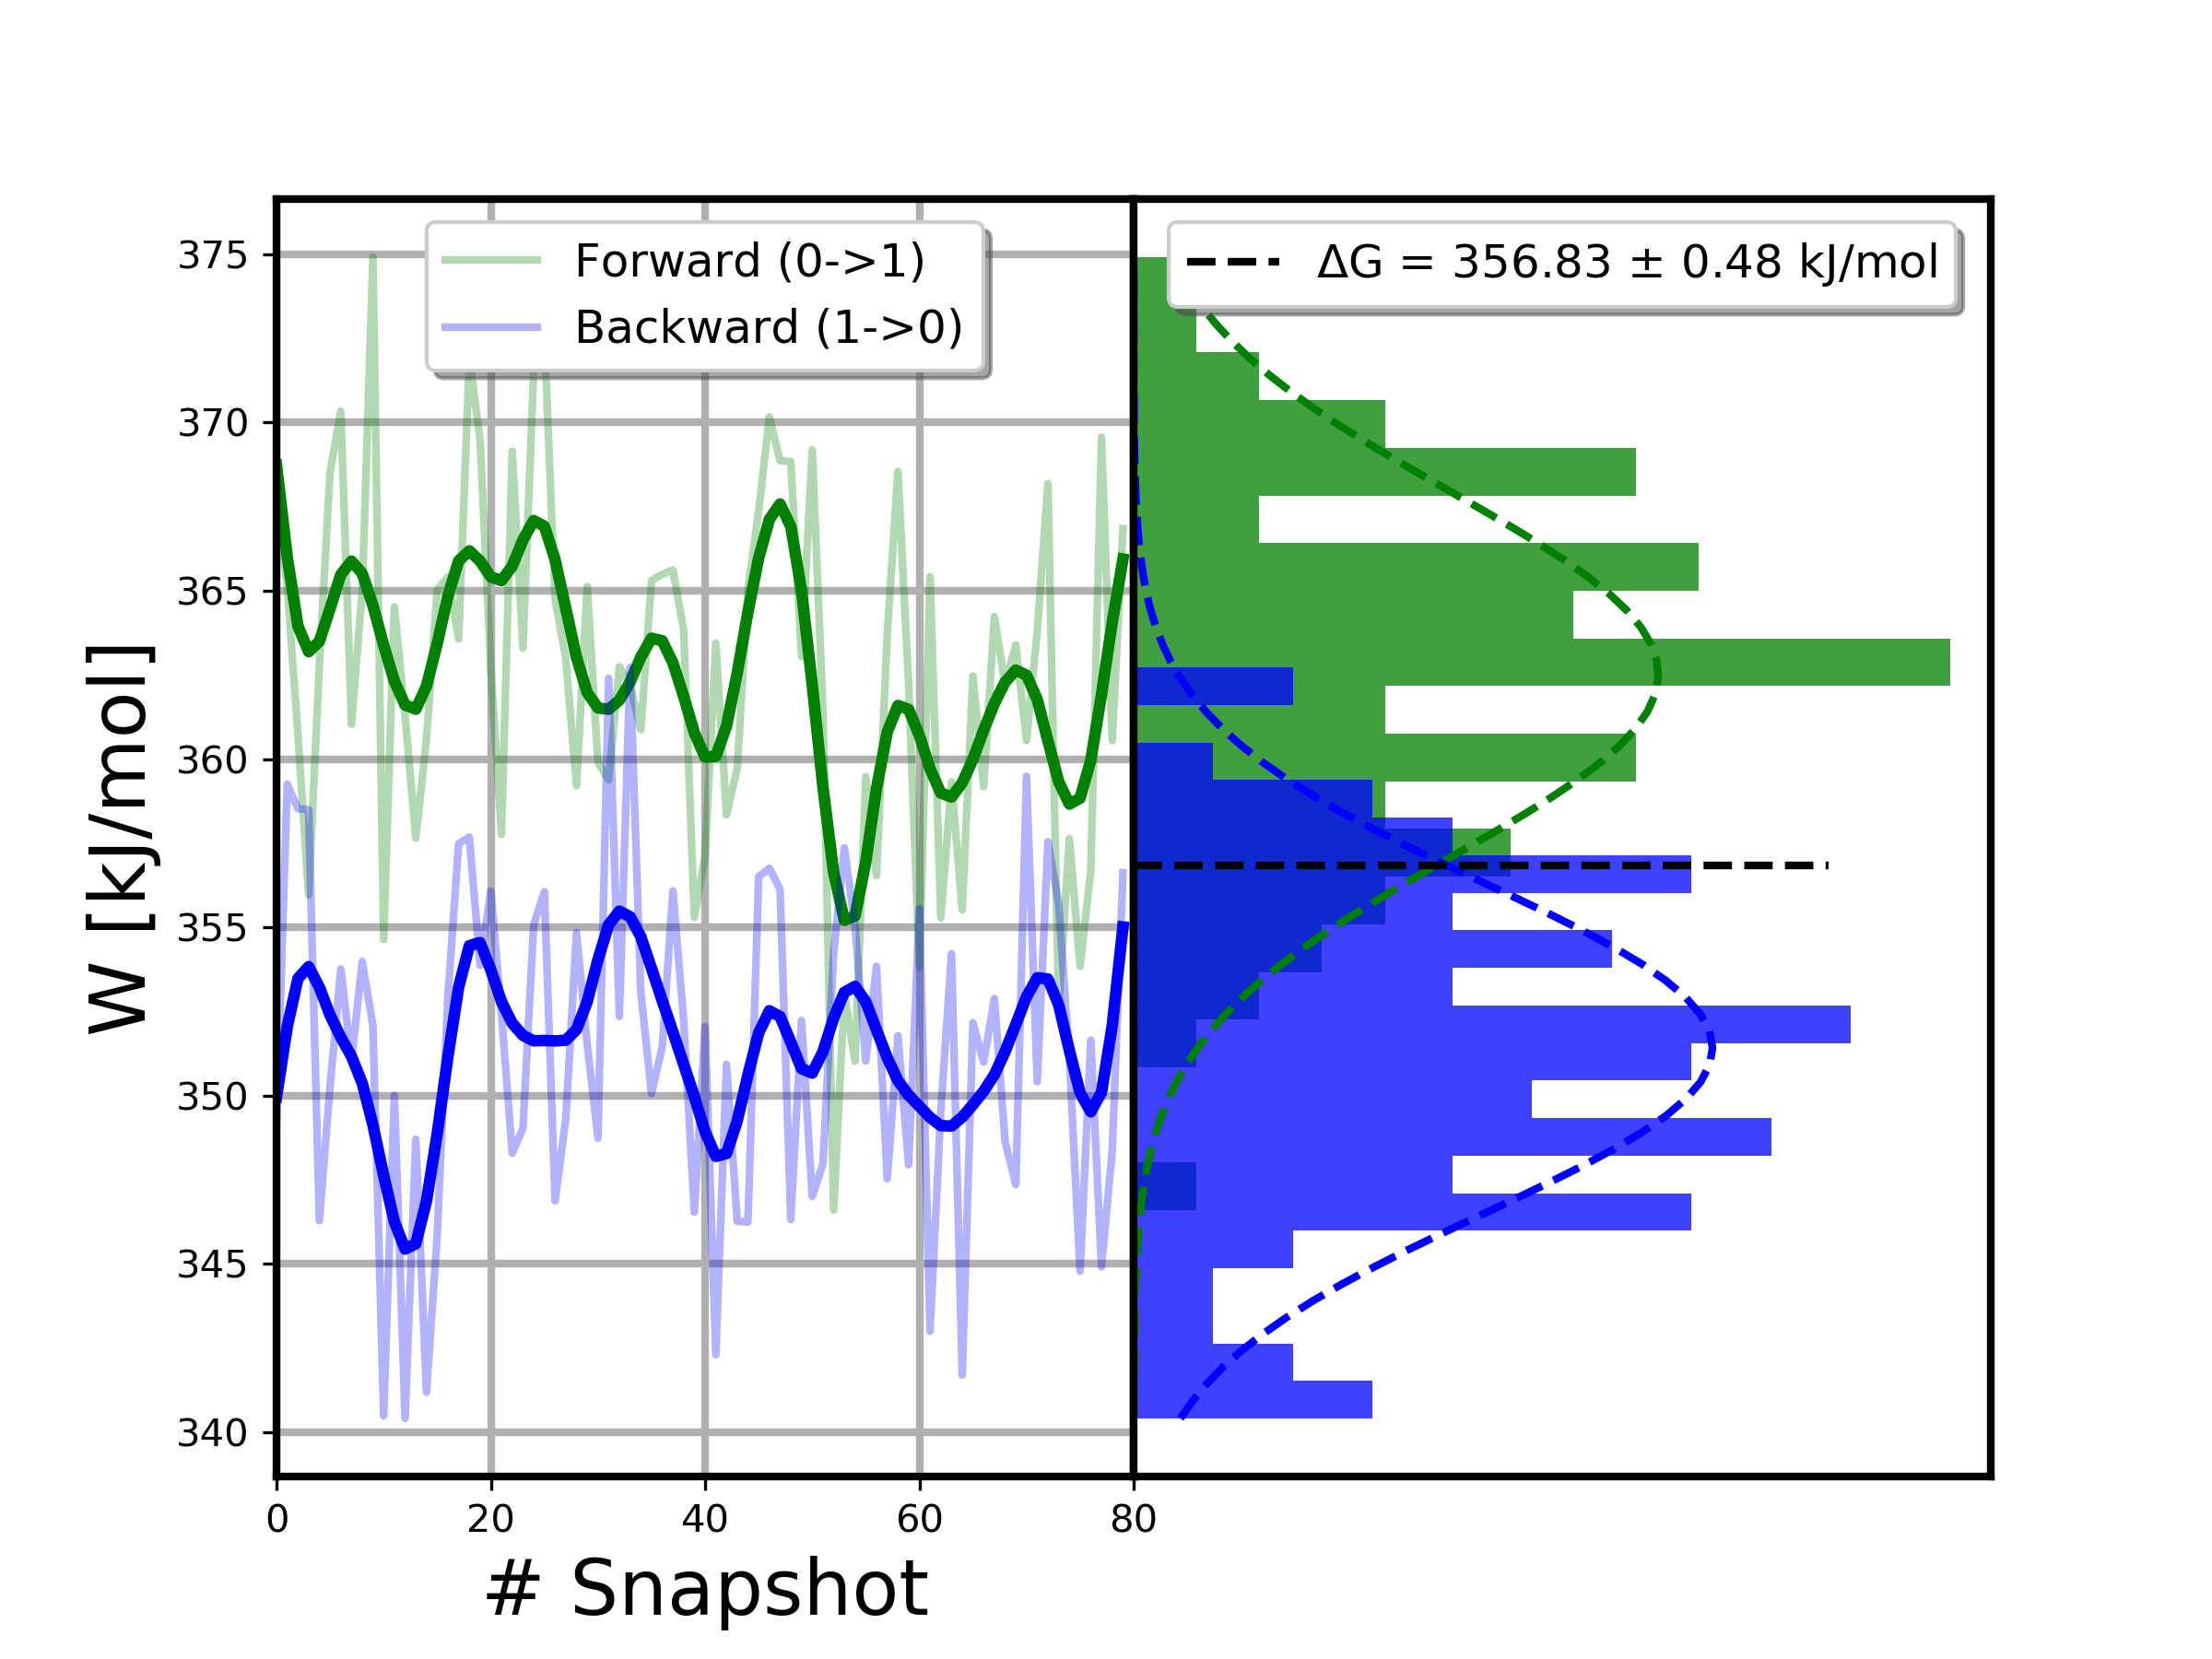 Forward (0->1)
Backward (1->0)
ΔG = 356.83 ± 0.48 kJ/mol
W [kJ/mol]
375
370
365
360
355
350
345
340
0 20 40 60 80
# Snapshot